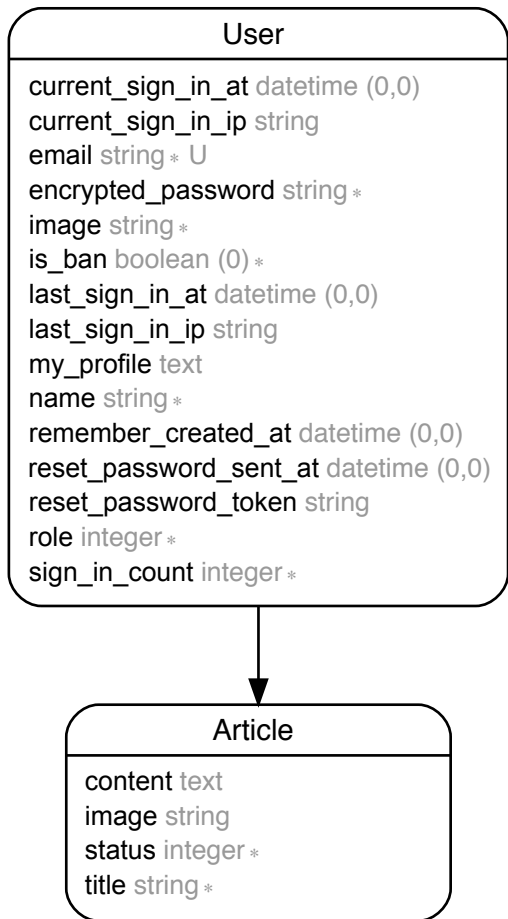 User
current_sign_in_at datetime (0,0)
current_sign_in_ip string
email string * U
encrypted_password string *
image string *
is_ban boolean (0) *
last_sign_in_at datetime (0,0)
last_sign_in_ip string
my_profile text
name string *
remember_created_at datetime (0,0)
reset_password_sent_at datetime (0,0)
reset_password_token string
role integer *
sign_in_count integer *
Article
content text
image string
status integer *
title string *